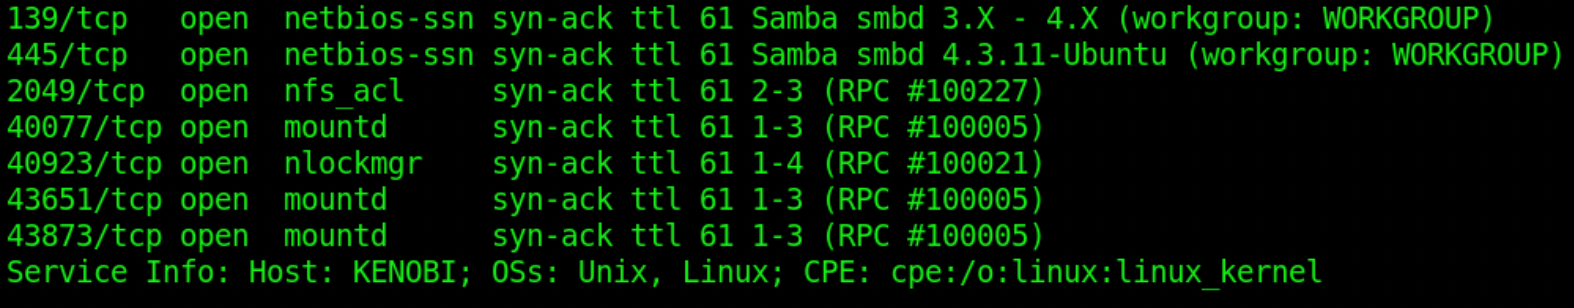 139/tcp   open  netbios-ssn syn-ack ttl 61 Samba smbd 3.X - 4.X (workgroup: WORKGROUP)
445/tcp   open  netbios-ssn syn-ack ttl 61 Samba smbd 4.3.11-Ubuntu (workgroup: WORKGROUP)
2049/tcp  open  nfs_acl     syn-ack ttl 61 2-3 (RPC #100227)
40077/tcp open  mountd      syn-ack ttl 61 1-3 (RPC #100005)
40923/tcp open  nlockmgr    syn-ack ttl 61 1-4 (RPC #100021)
43651/tcp open  mountd      syn-ack ttl 61 1-3 (RPC #100005)
43873/tcp open  mountd      syn-ack ttl 61 1-3 (RPC #100005)
Service Info: Host: KENOBI; OSs: Unix, Linux; CPE: cpe:/o:linux:linux_kernel